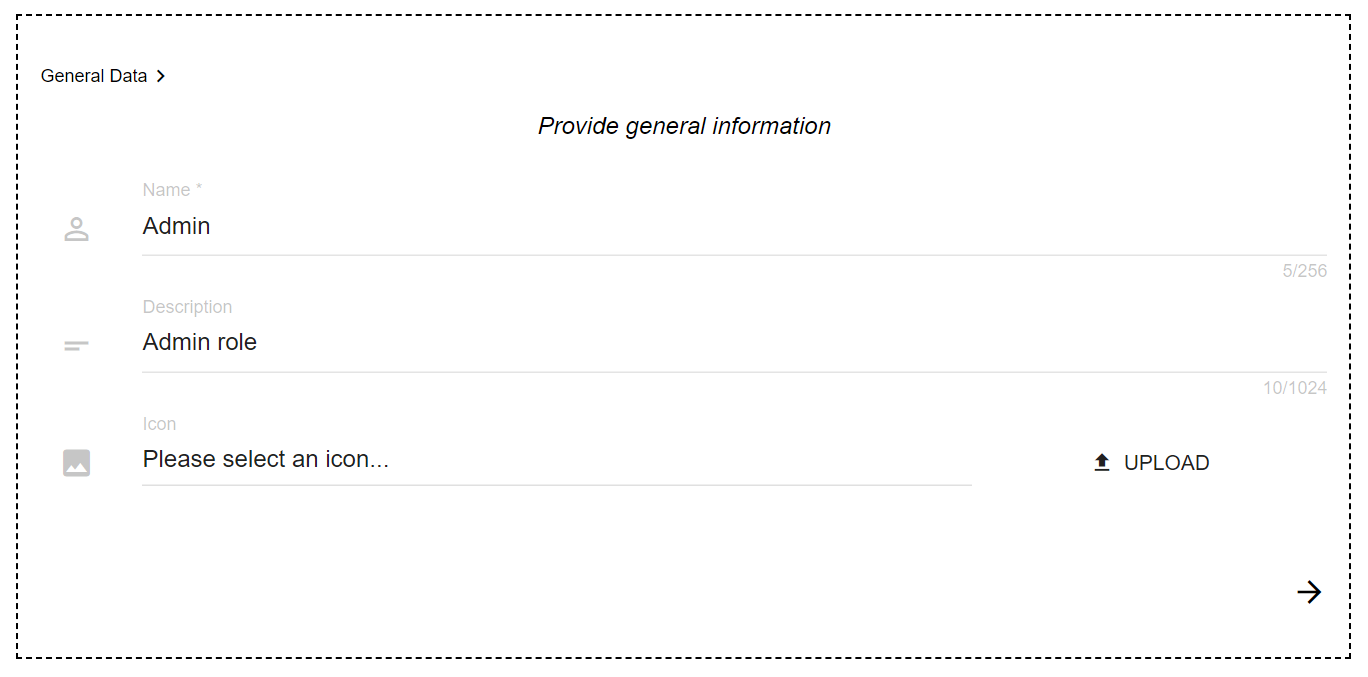 General Data
Provide general information
Name *
Admin
5/256
Description
Admin role
10/1024
Icon
Please select an icon...
UPLOAD